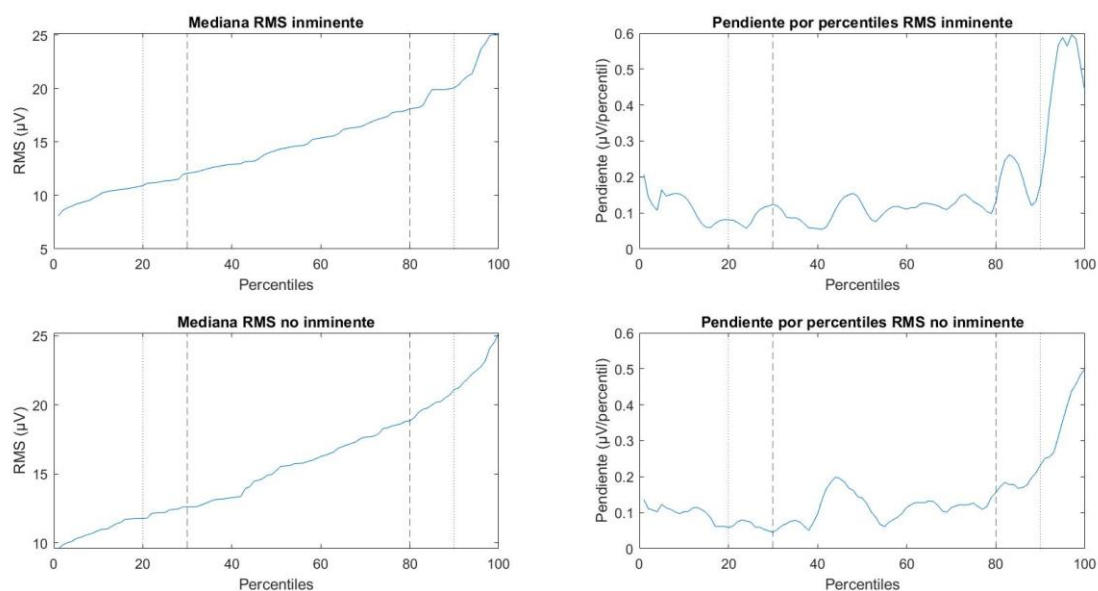 Mediana RMS inminente
25
20
15
10
5
RMS (µV)
0 20 40 60 80 100
Percentiles
Pendiente por percentiles RMS inminente
0.6
0.5
0.4
0.3
0.2
0.1
0
Pendiente (µV/percentil)
0 20 40 60 80 100
Percentiles
Mediana RMS no inminente
25
20
15
10
RMS (µV)
0 20 40 60 80 100
Percentiles
Pendiente por percentiles RMS no inminente
0.6
0.5
0.4
0.3
0.2
0.1
0
Pendiente (µV/percentil)
0 20 40 60 80 100
Percentiles